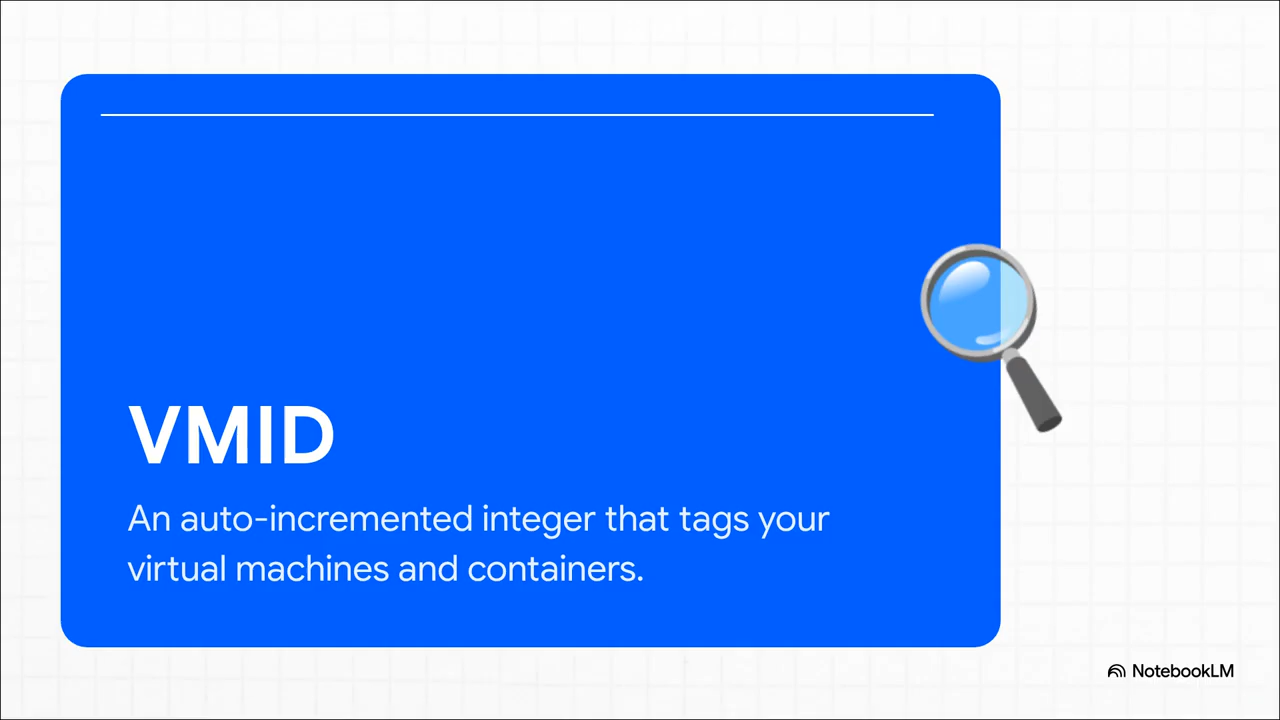 VMID
An auto-incremented integer that tags your
virtual machines and containers.
NotebookLM